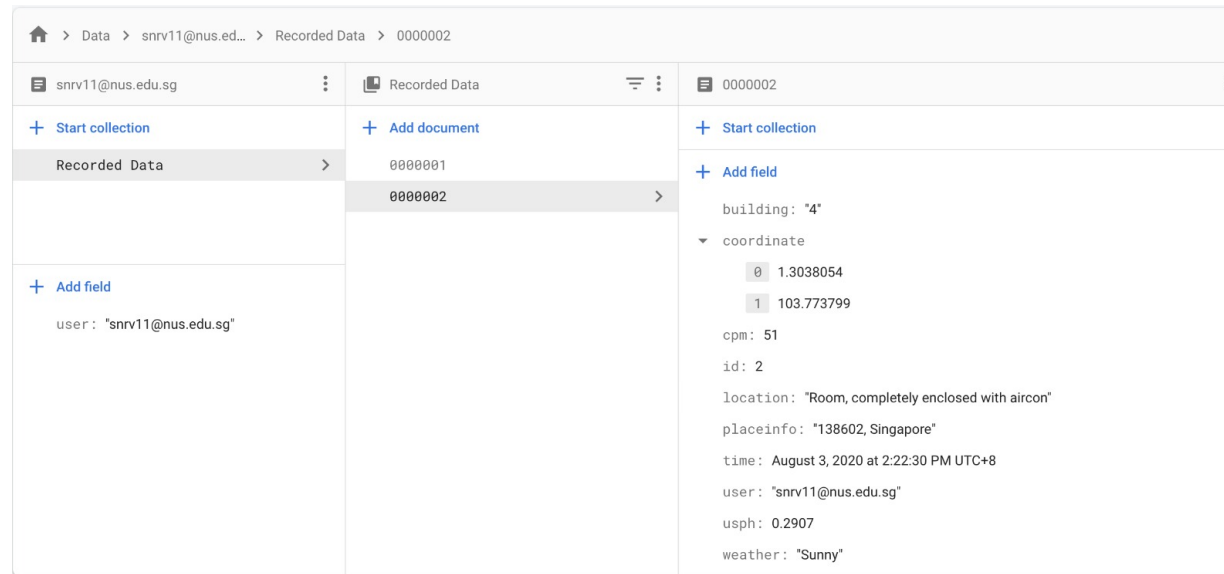 Data > snrv11@nus.ed... > Recorded Data > 0000002
snrv11@nus.edu.sg
+ Start collection
Recorded Data
+ Add field
user: "snrv11@nus.edu.sg"
Recorded Data
+ Add document
0000001
0000002
0000002
+ Start collection
+ Add field
building: "4"
coordinate
0 1.3038054
1 103.773799
cpm: 51
id: 2
location: "Room, completely enclosed with aircon"
placeinfo: "138602, Singapore"
time: August 3, 2020 at 2:22:30 PM UTC+8
user: "snrv11@nus.edu.sg"
usph: 0.2907
weather: "Sunny"